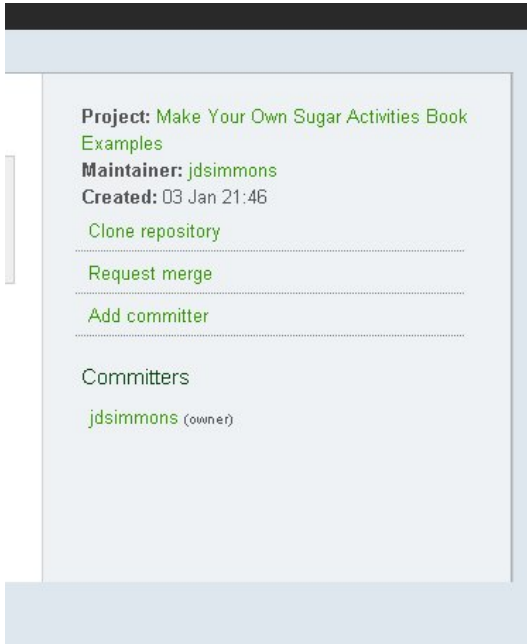 Project: Make Your Own Sugar Activities Book
Examples
Maintainer: jdsimmons
Created: 03 Jan 21:46
Clone repository
Request merge
Add committer
Committers
jdsimmons (owner)